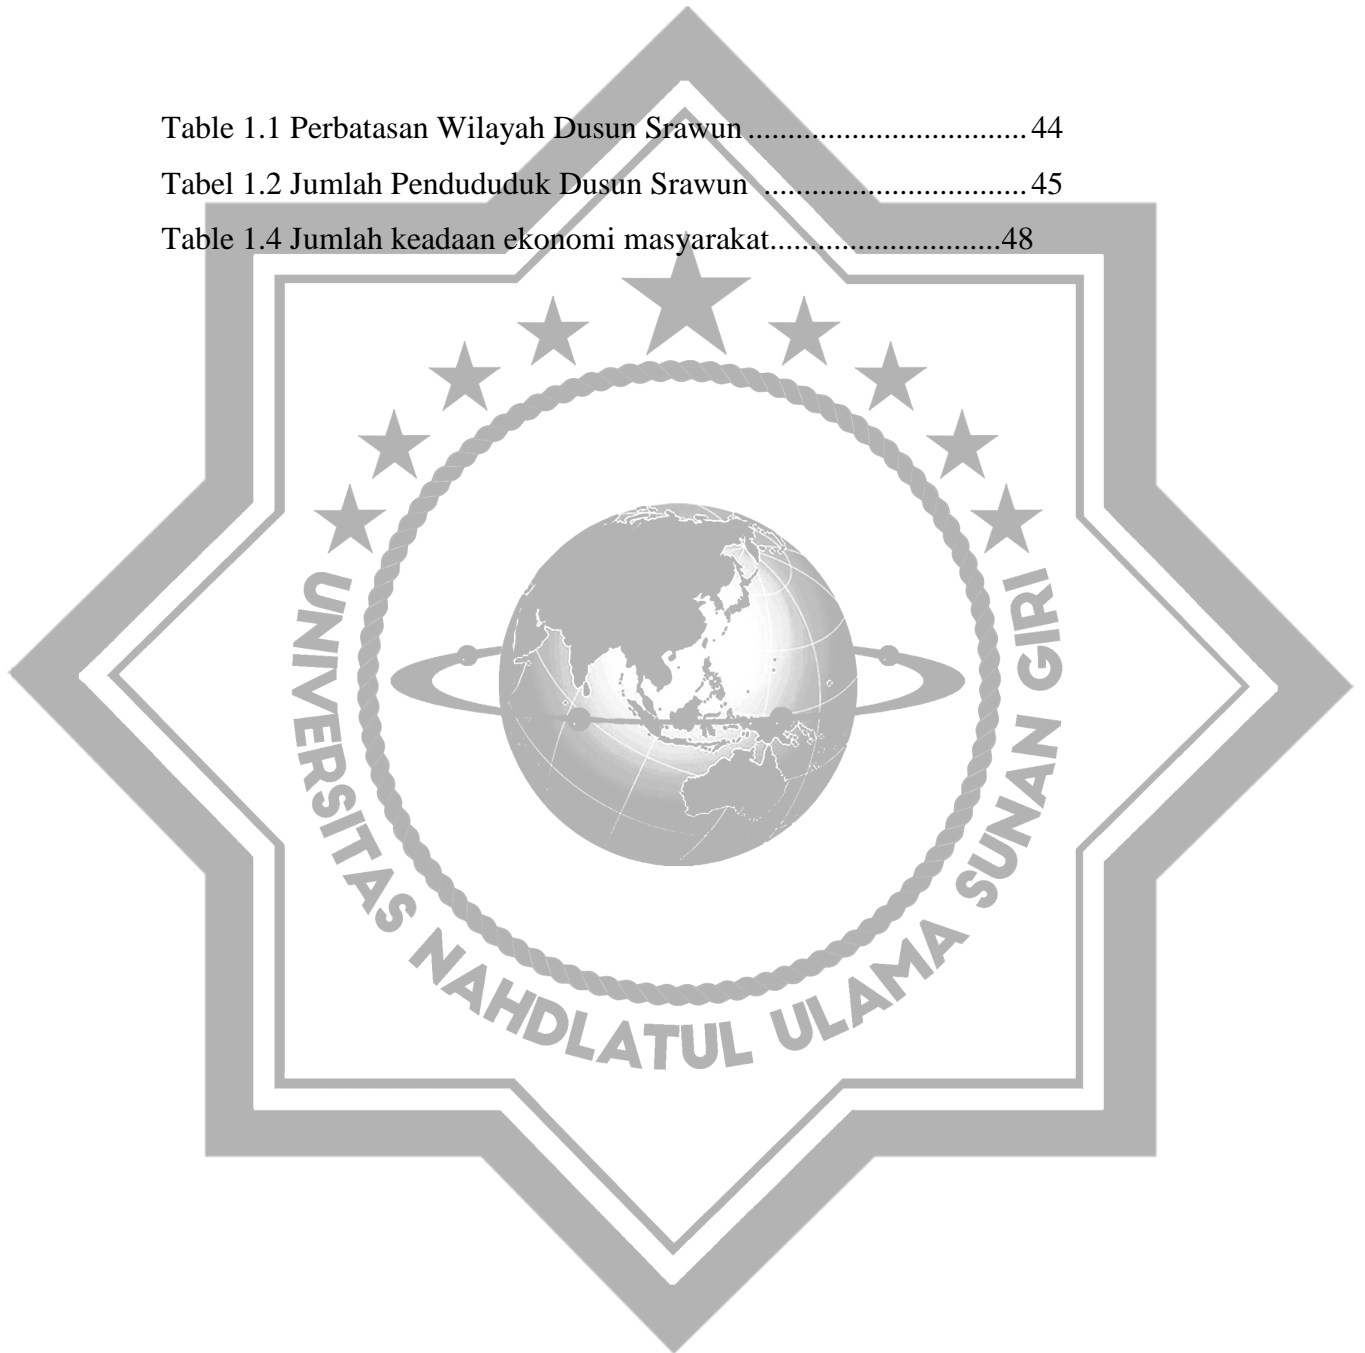 Table 1.1 Perbatasan Wilayah Dusun Srawun ................................... 44
Tabel 1.2 Jumlah Pendududuk Dusun Srawun ................................. 45
Table 1.4 Jumlah keadaan ekonomi masyarakat.............................48
UNIVERSITAS NAHDLATUL ULAMA SUNAN GIRI